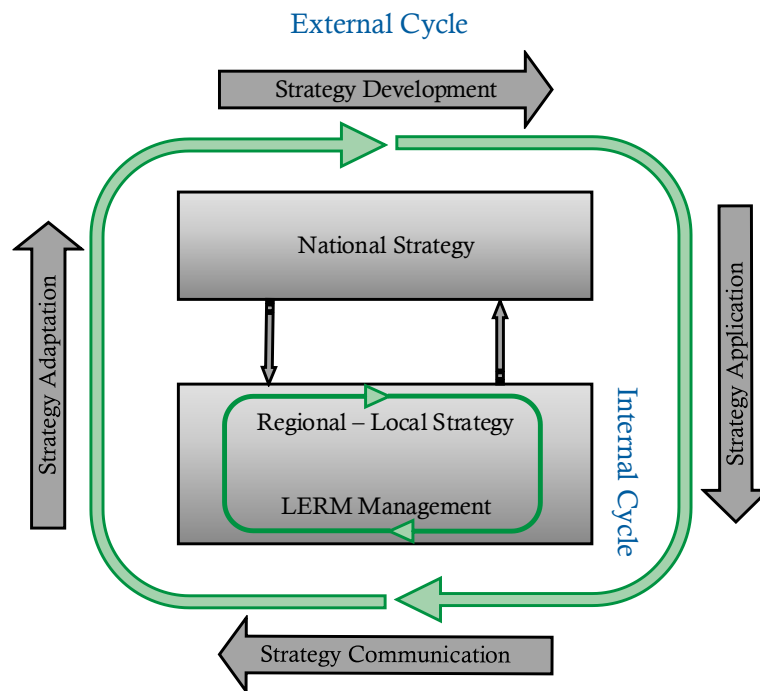 External Cycle
Strategy Development
National Strategy
Strategy Adaptation
Strategy Application
Regional – Local Strategy
LERM Management
Internal Cycle
Strategy Communication